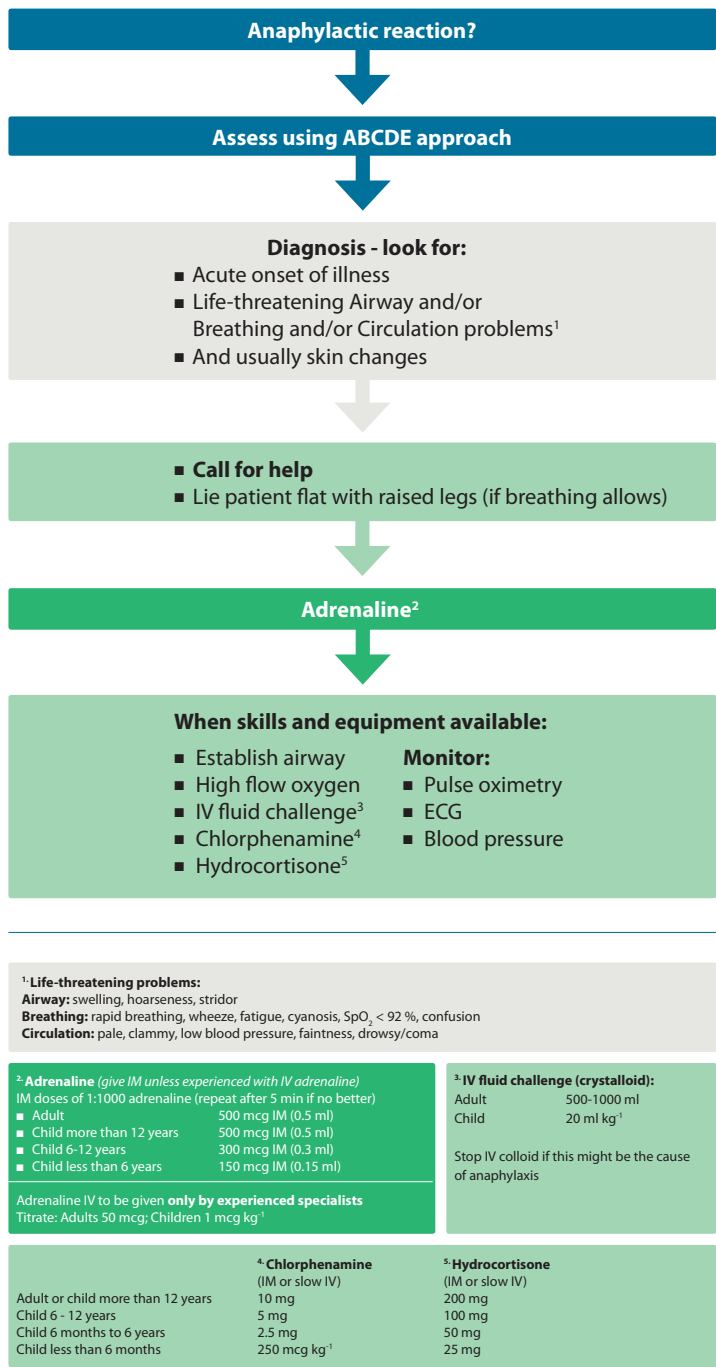 Anaphylactic reaction?
Assess using ABCDE approach
Diagnosis - look for:
■ Acute onset of illness
■ Life-threatening Airway and/or
Breathing and/or Circulation problems¹
■ And usually skin changes
■ Call for help
■ Lie patient flat with raised legs (if breathing allows)
Adrenaline²
When skills and equipment available:
■ Establish airway
■ High flow oxygen
■ IV fluid challenge³
■ Chlorphenamine⁴
■ Hydrocortisone⁵
Monitor:
■ Pulse oximetry
■ ECG
■ Blood pressure
¹· Life-threatening problems:
Airway: swelling, hoarseness, stridor
Breathing: rapid breathing, wheeze, fatigue, cyanosis, SpO₂ < 92 %, confusion
Circulation: pale, clammy, low blood pressure, faintness, drowsy/coma
²· Adrenaline (give IM unless experienced with IV adrenaline)
IM doses of 1:1000 adrenaline (repeat after 5 min if no better)
■ Adult 500 mcg IM (0.5 ml)
■ Child more than 12 years 500 mcg IM (0.5 ml)
■ Child 6-12 years 300 mcg IM (0.3 ml)
■ Child less than 6 years 150 mcg IM (0.15 ml)
Adrenaline IV to be given only by experienced specialists
Titrate: Adults 50 mcg; Children 1 mcg kg⁻¹
³· IV fluid challenge (crystalloid):
Adult 500-1000 ml
Child 20 ml kg⁻¹
Stop IV colloid if this might be the cause
of anaphylaxis
⁴· Chlorphenamine ⁵· Hydrocortisone
(IM or slow IV) (IM or slow IV)
Adult or child more than 12 years 10 mg 200 mg
Child 6 - 12 years 5 mg 100 mg
Child 6 months to 6 years 2.5 mg 50 mg
Child less than 6 months 250 mcg kg⁻¹ 25 mg